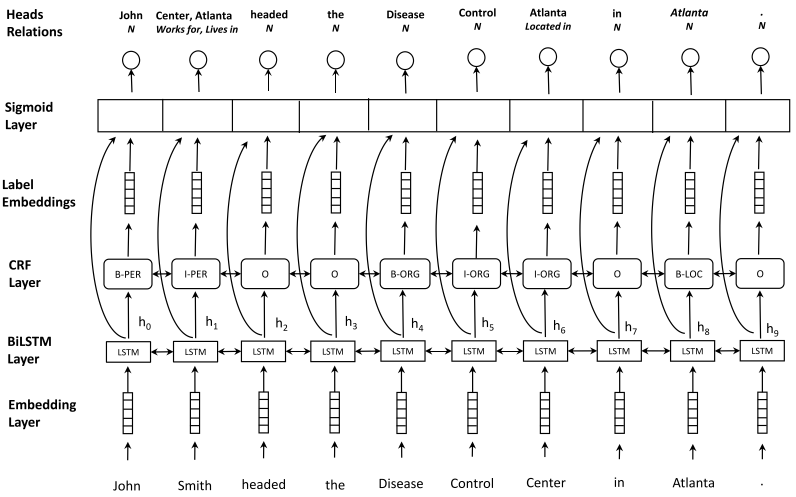 Heads
Relations
John Center, Atlanta headed the Disease Control Atlanta in Atlanta .
N Works for, Lives in N N N N Located in N N N
Sigmoid
Layer
Label
Embeddings
CRF
Layer
B-PER I-PER O O B-ORG I-ORG I-ORG O B-LOC O
h0 h1 h2 h3 h4 h5 h6 h7 h8 h9
BiLSTM
Layer
LSTM LSTM LSTM LSTM LSTM LSTM LSTM LSTM LSTM LSTM
Embedding
Layer
John Smith headed the Disease Control Center in Atlanta .